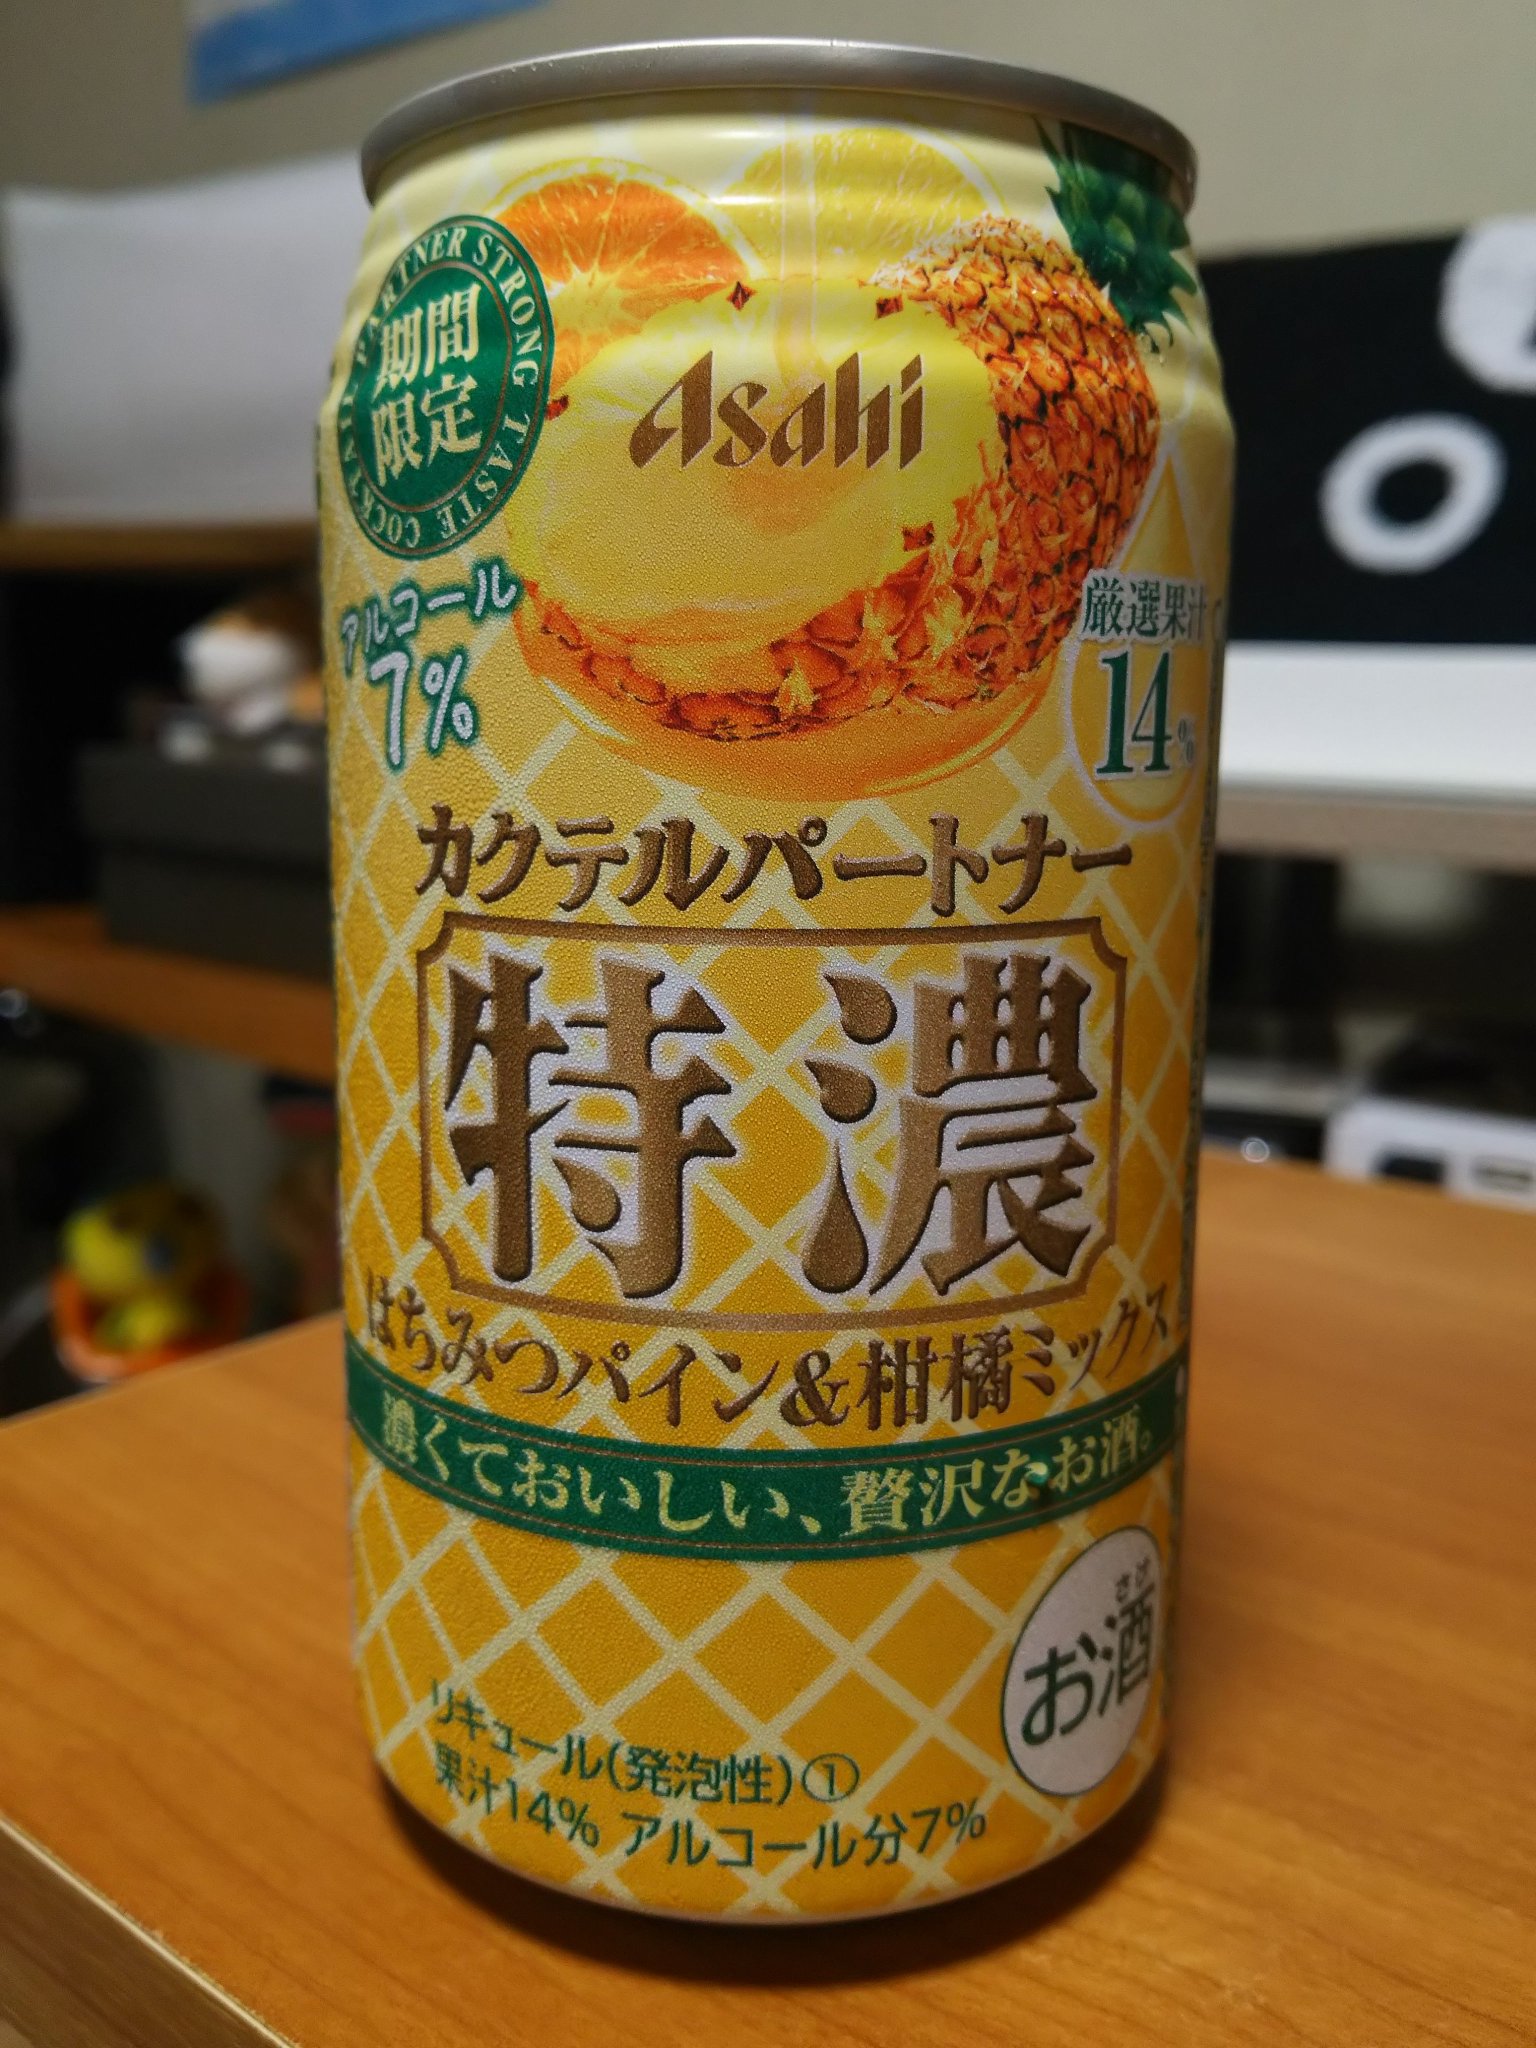 Asahi
PARTNER STRONG TASTE COCKTAIL
期間
限定
アルコール
7%
厳選果汁
14%
カクテルパートナー
特濃
はちみつパイン&柑橘ミックス
濃くておいしい、贅沢なお酒。
さけ
お酒
リキュール(発泡性)①
果汁14% アルコール分7%